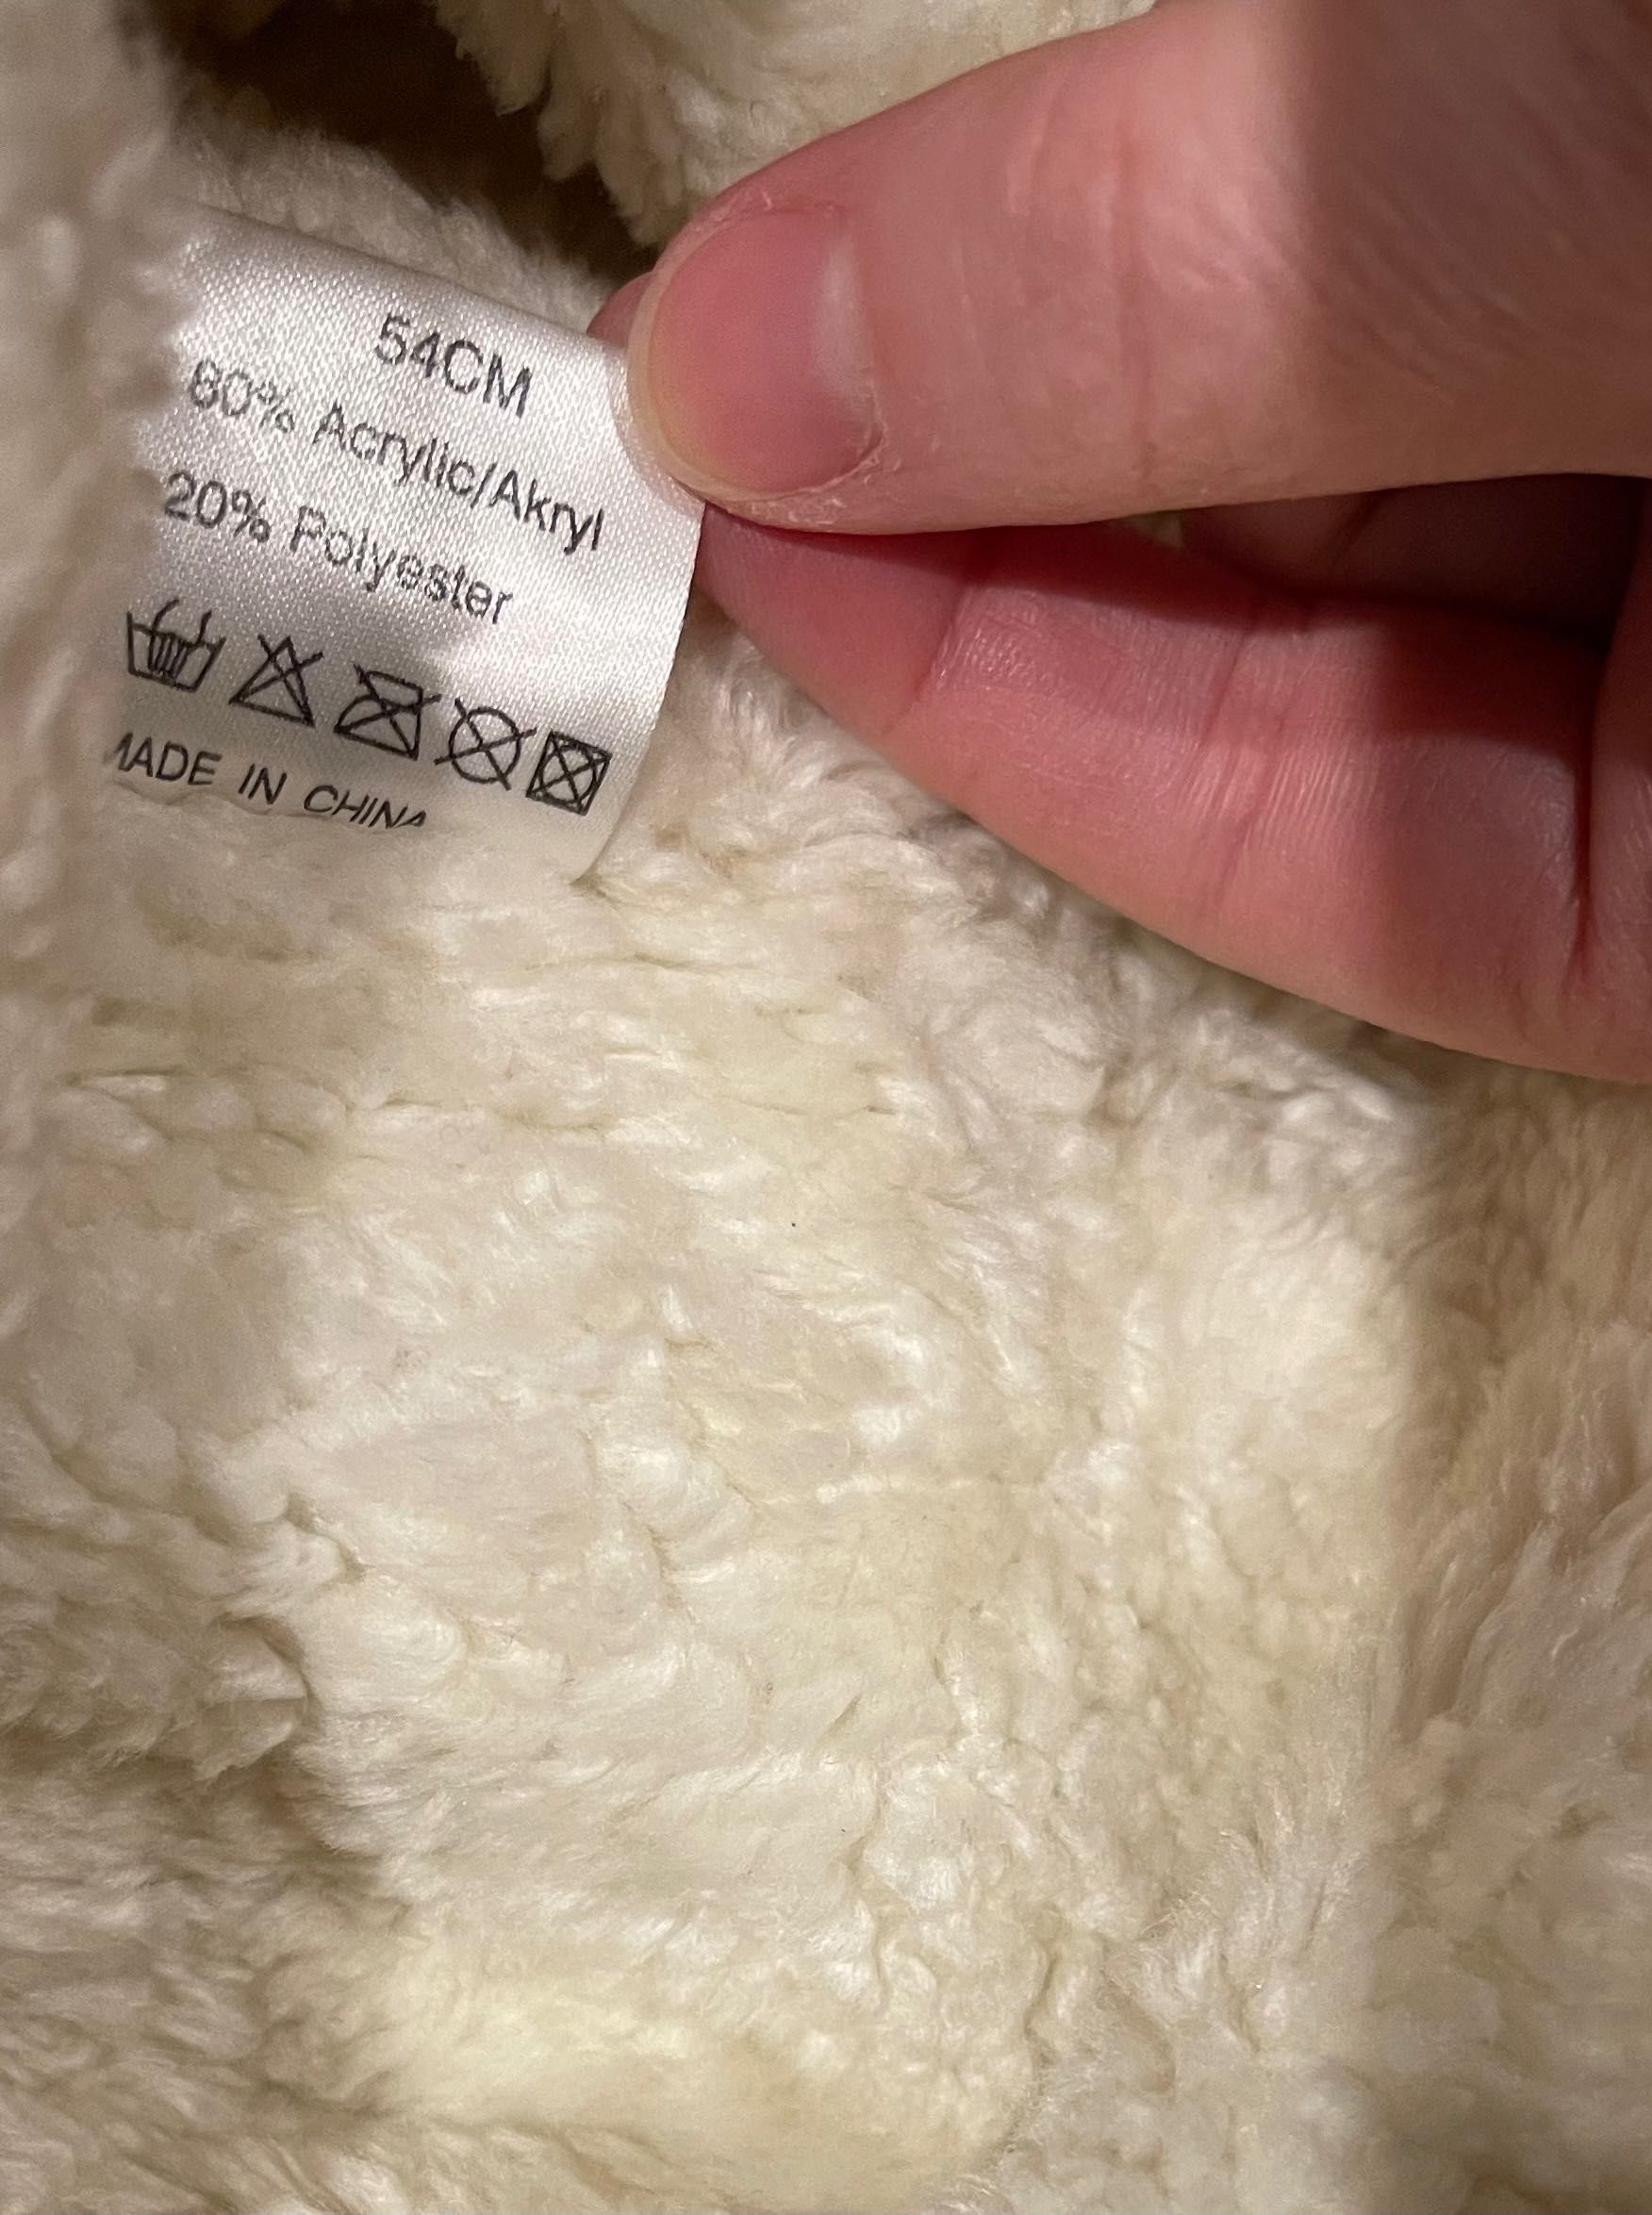 54CM
80% Acrylic/Akryl
20% Polyester
MADE IN CHINA